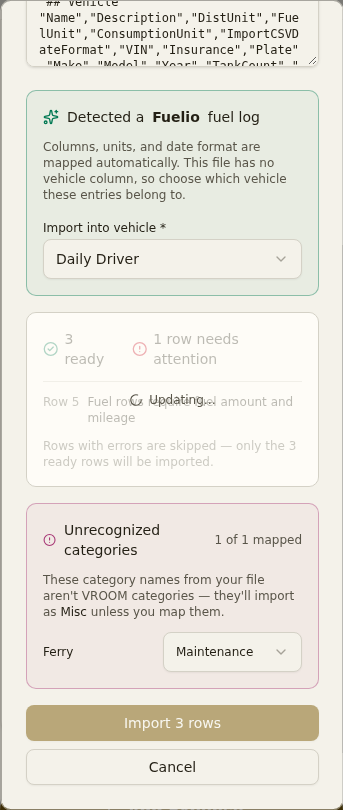 ## Vehicle
"Name","Description","DistUnit","Fue
lUnit","ConsumptionUnit","ImportCSVD
ateFormat","VIN","Insurance","Plate"
,"Make","Model","Year","TankCount","
Detected a Fuelio fuel log
Columns, units, and date format are
mapped automatically. This file has no
vehicle column, so choose which vehicle
these entries belong to.
Import into vehicle *
Daily Driver
3
ready
1 row needs
attention
Updating...
Row 5 Fuel rows require fuel amount and
mileage
Rows with errors are skipped — only the 3
ready rows will be imported.
Unrecognized
categories
1 of 1 mapped
These category names from your file
aren't VROOM categories — they'll import
as Misc unless you map them.
Ferry
Maintenance
Import 3 rows
Cancel